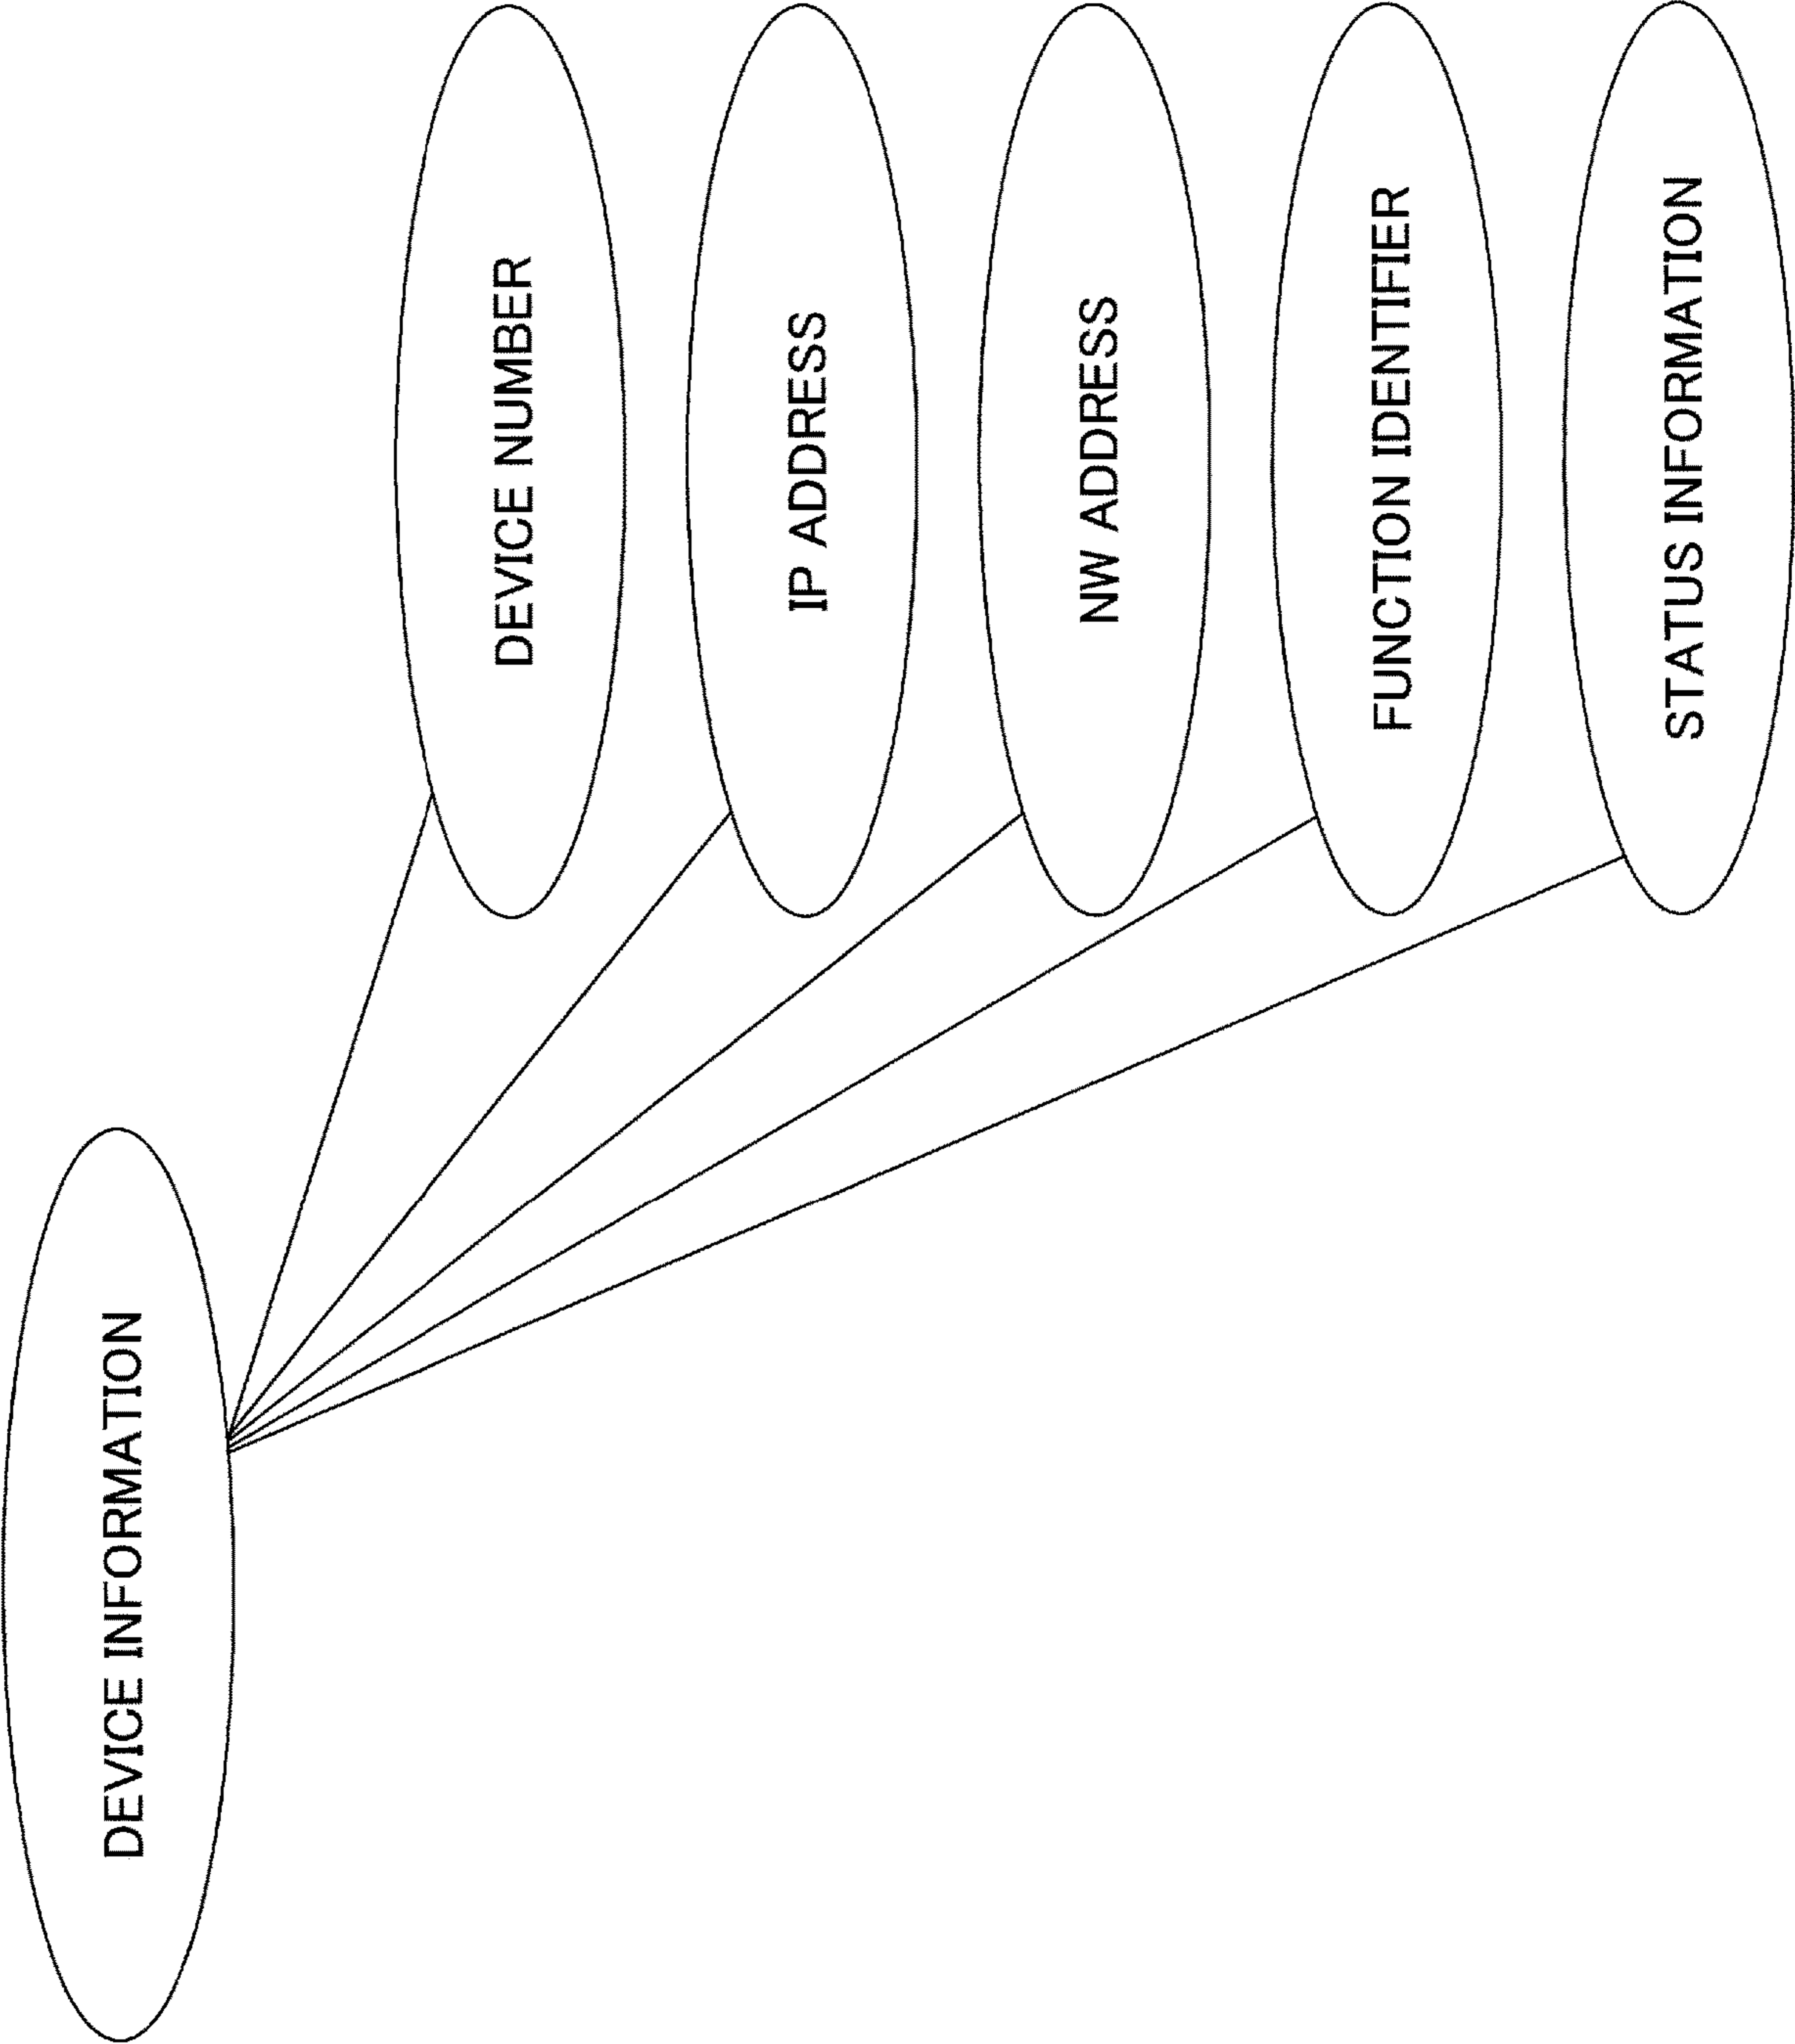 DEVICE INFORMATION
DEVICE NUMBER
IP ADDRESS
NW ADDRESS
FUNCTION IDENTIFIER
STATUS INFORMATION